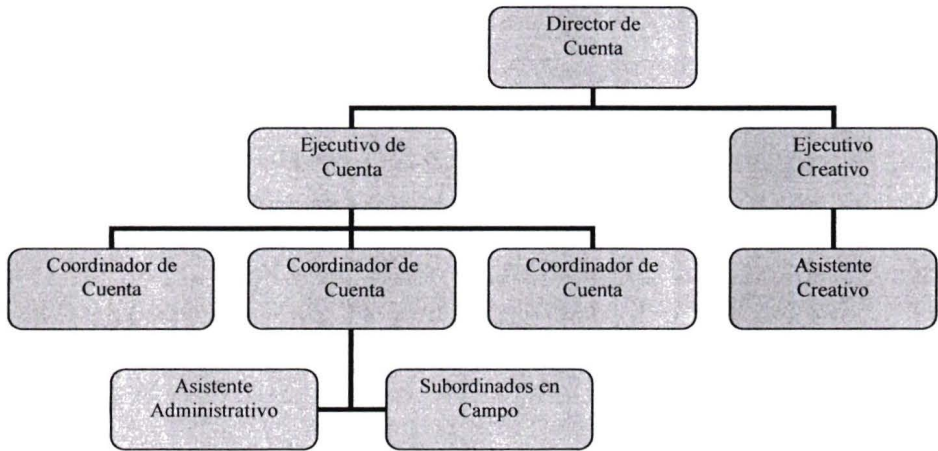 Director de
Cuenta
Ejecutivo de
Cuenta
Ejecutivo
Creativo
Coordinador de
Cuenta
Coordinador de
Cuenta
Coordinador de
Cuenta
Asistente
Creativo
Asistente
Administrativo
Subordinados en
Campo